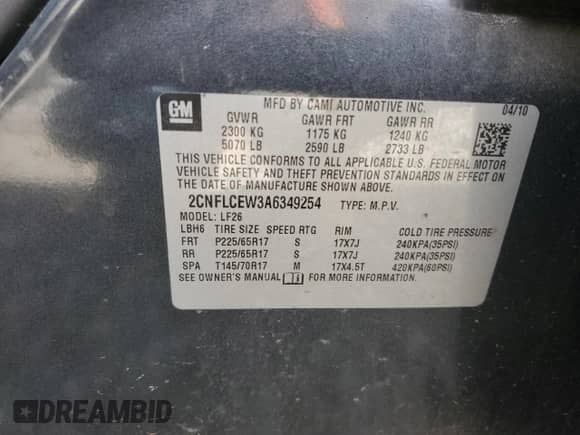 GM
MFD BY CAMI AUTOMOTIVE INC. 04/10
GVWR GAWR FRT GAWR RR
2300 KG 1175 KG 1240 KG
5070 LB 2590 LB 2733 LB
THIS VEHICLE CONFORMS TO ALL APPLICABLE U.S. FEDERAL MOTOR
VEHICLE SAFETY AND THEFT PREVENTION STANDARDS IN EFFECT ON
THE DATE OF MANUFACTURE SHOWN ABOVE.
2CNFLCEW3A6349254 TYPE: M.P.V.
MODEL: LF26
LBH6 TIRE SIZE SPEED RTG RIM COLD TIRE PRESSURE
FRT P225/65R17 S 17X7J 240KPA(35PSI)
RR P225/65R17 S 17X7J 240KPA(35PSI)
SPA T145/70R17 M 17X4.5T 420KPA(60PSI)
SEE OWNER'S MANUAL FOR MORE INFORMATION.
DREAMBID